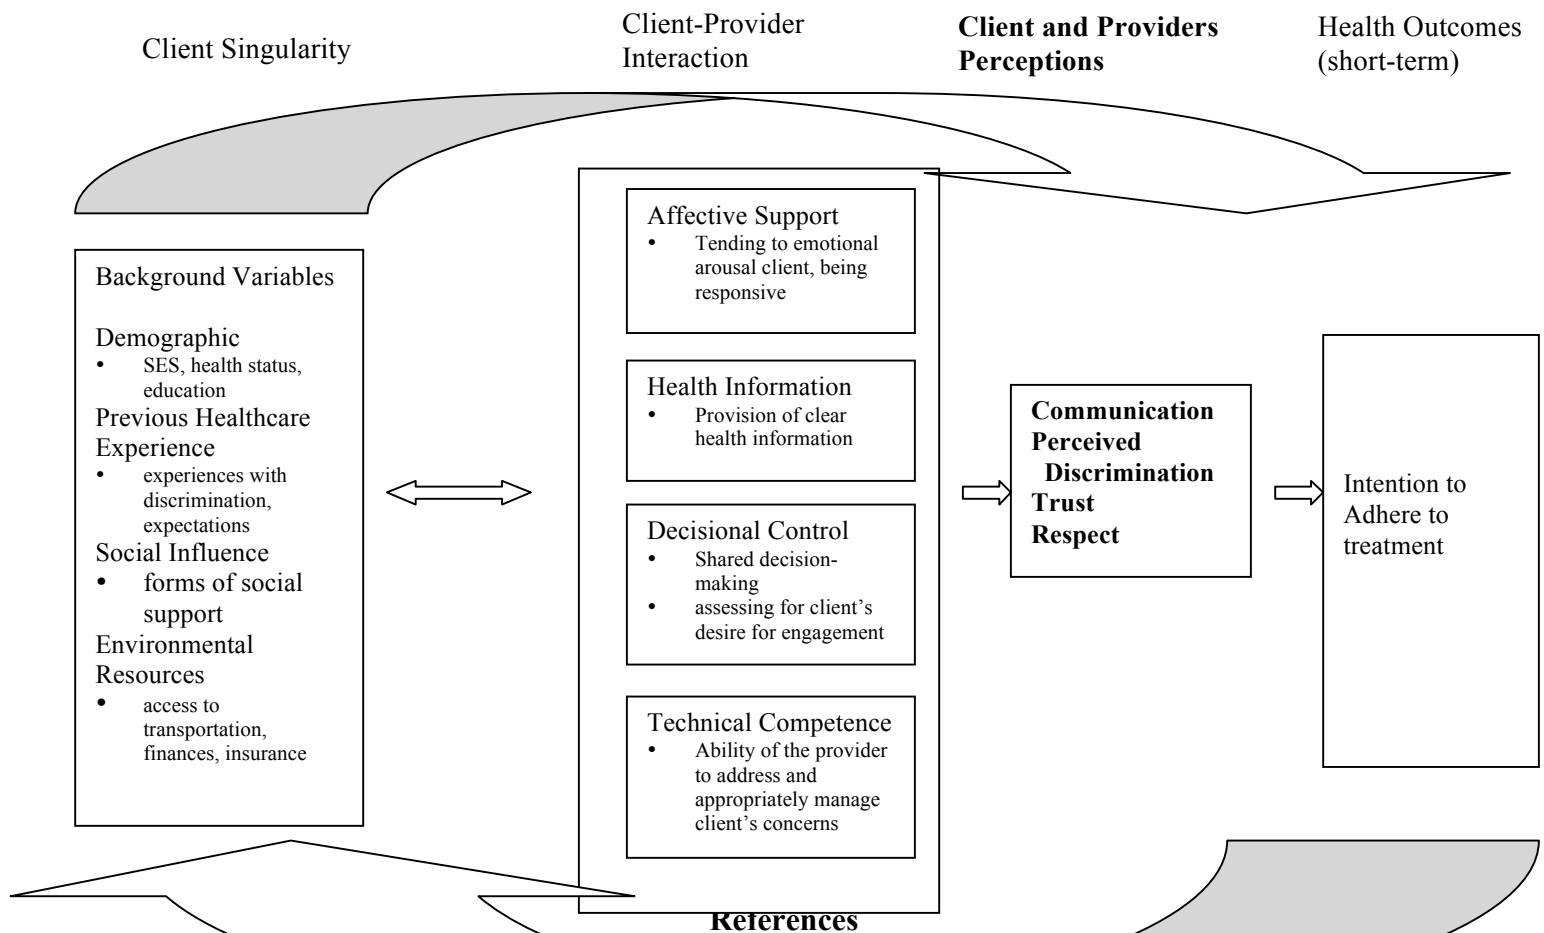 Client Singularity
Client-Provider
Interaction
Client and Providers
Perceptions
Health Outcomes
(short-term)
Background Variables
Demographic
• SES, health status,
education
Previous Healthcare
Experience
• experiences with
discrimination,
expectations
Social Influence
• forms of social
support
Environmental
Resources
• access to
transportation,
finances, insurance
Affective Support
• Tending to emotional
arousal client, being
responsive
Health Information
• Provision of clear
health information
Decisional Control
• Shared decision-
making
• assessing for client’s
desire for engagement
Technical Competence
• Ability of the provider
to address and
appropriately manage
client’s concerns
Communication
Perceived
Discrimination
Trust
Respect
Intention to
Adhere to
treatment
References